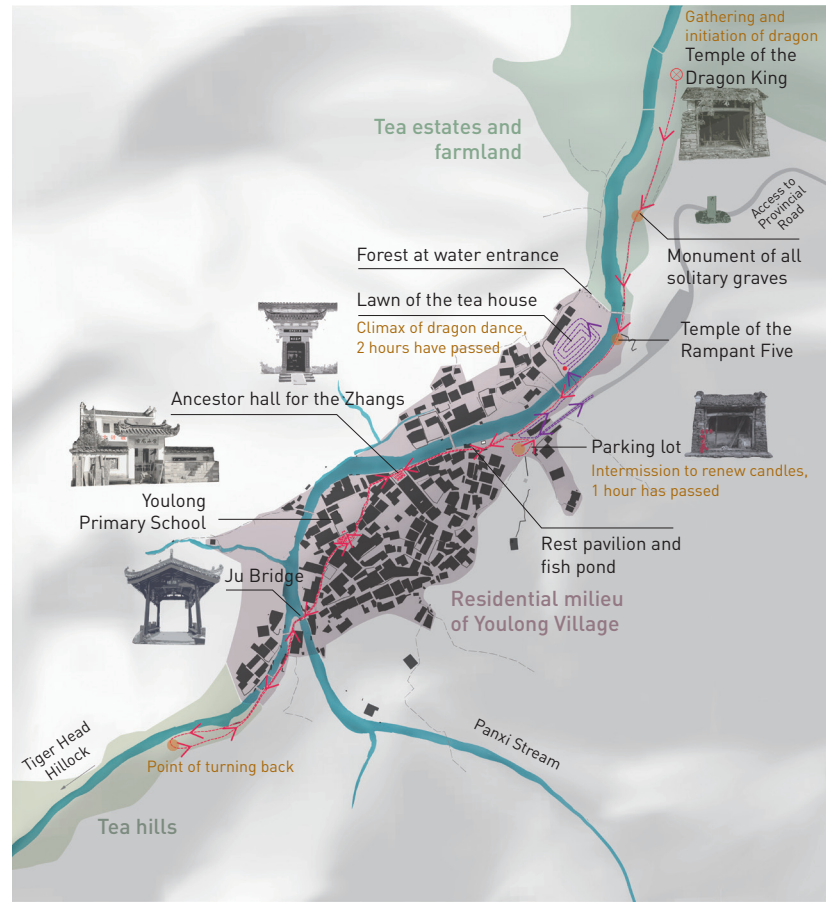 Gathering and
initiation of dragon
Temple of the
Dragon King
Tea estates and
farmland
Access to
Provincial
Road
Monument of all
solitary graves
Forest at water entrance
Lawn of the tea house
Climax of dragon dance,
2 hours have passed
Temple of the
Rampant Five
Ancestor hall for the Zhangs
Parking lot
Intermission to renew candles,
1 hour has passed
Youlong
Primary School
Rest pavilion and
fish pond
Ju Bridge
Residential milieu
of Youlong Village
Tiger Head
Hillock
Point of turning back
Panxi Stream
Tea hills